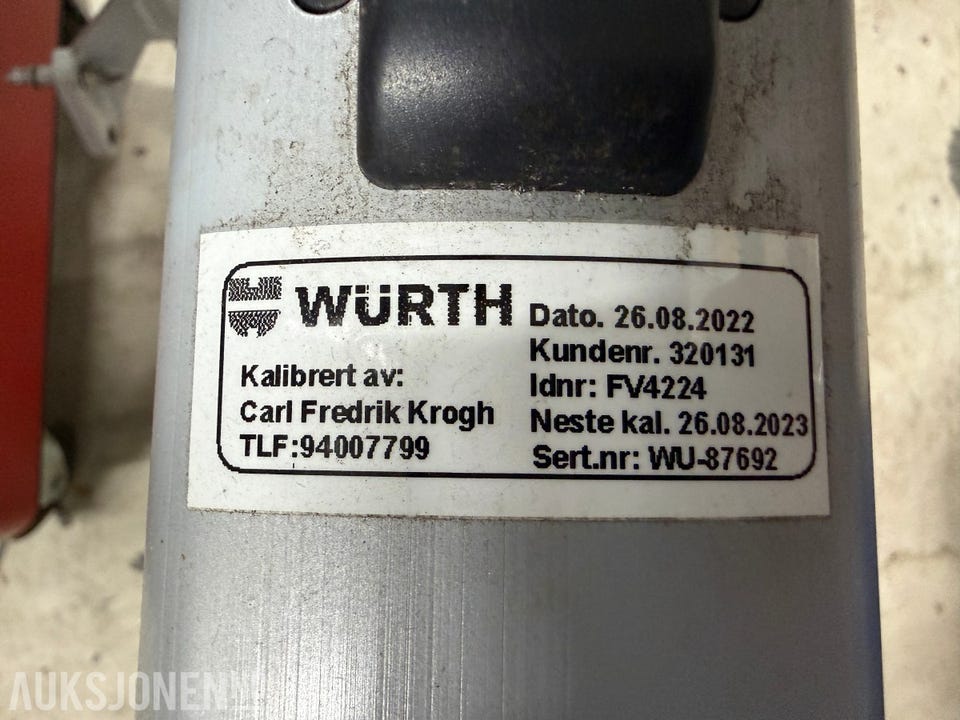 WÜRTH
Kalibrert av:
Carl Fredrik Krogh
TLF:94007799
Dato. 26.08.2022
Kundenr. 320131
Idnr: FV4224
Neste kal. 26.08.2023
Sert.nr: WU-87692
AUKSJONEN